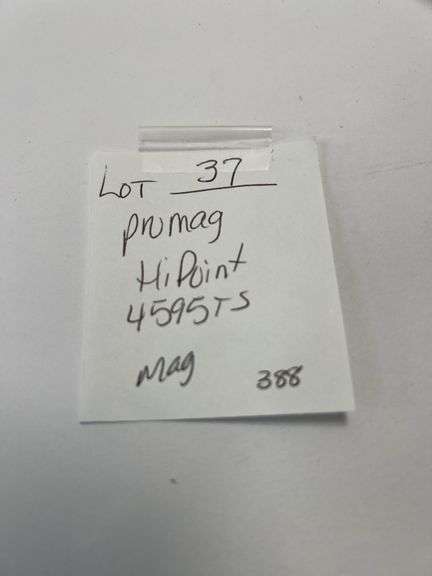 LOT 37
promag
HiPoint
4595TS
mag 388